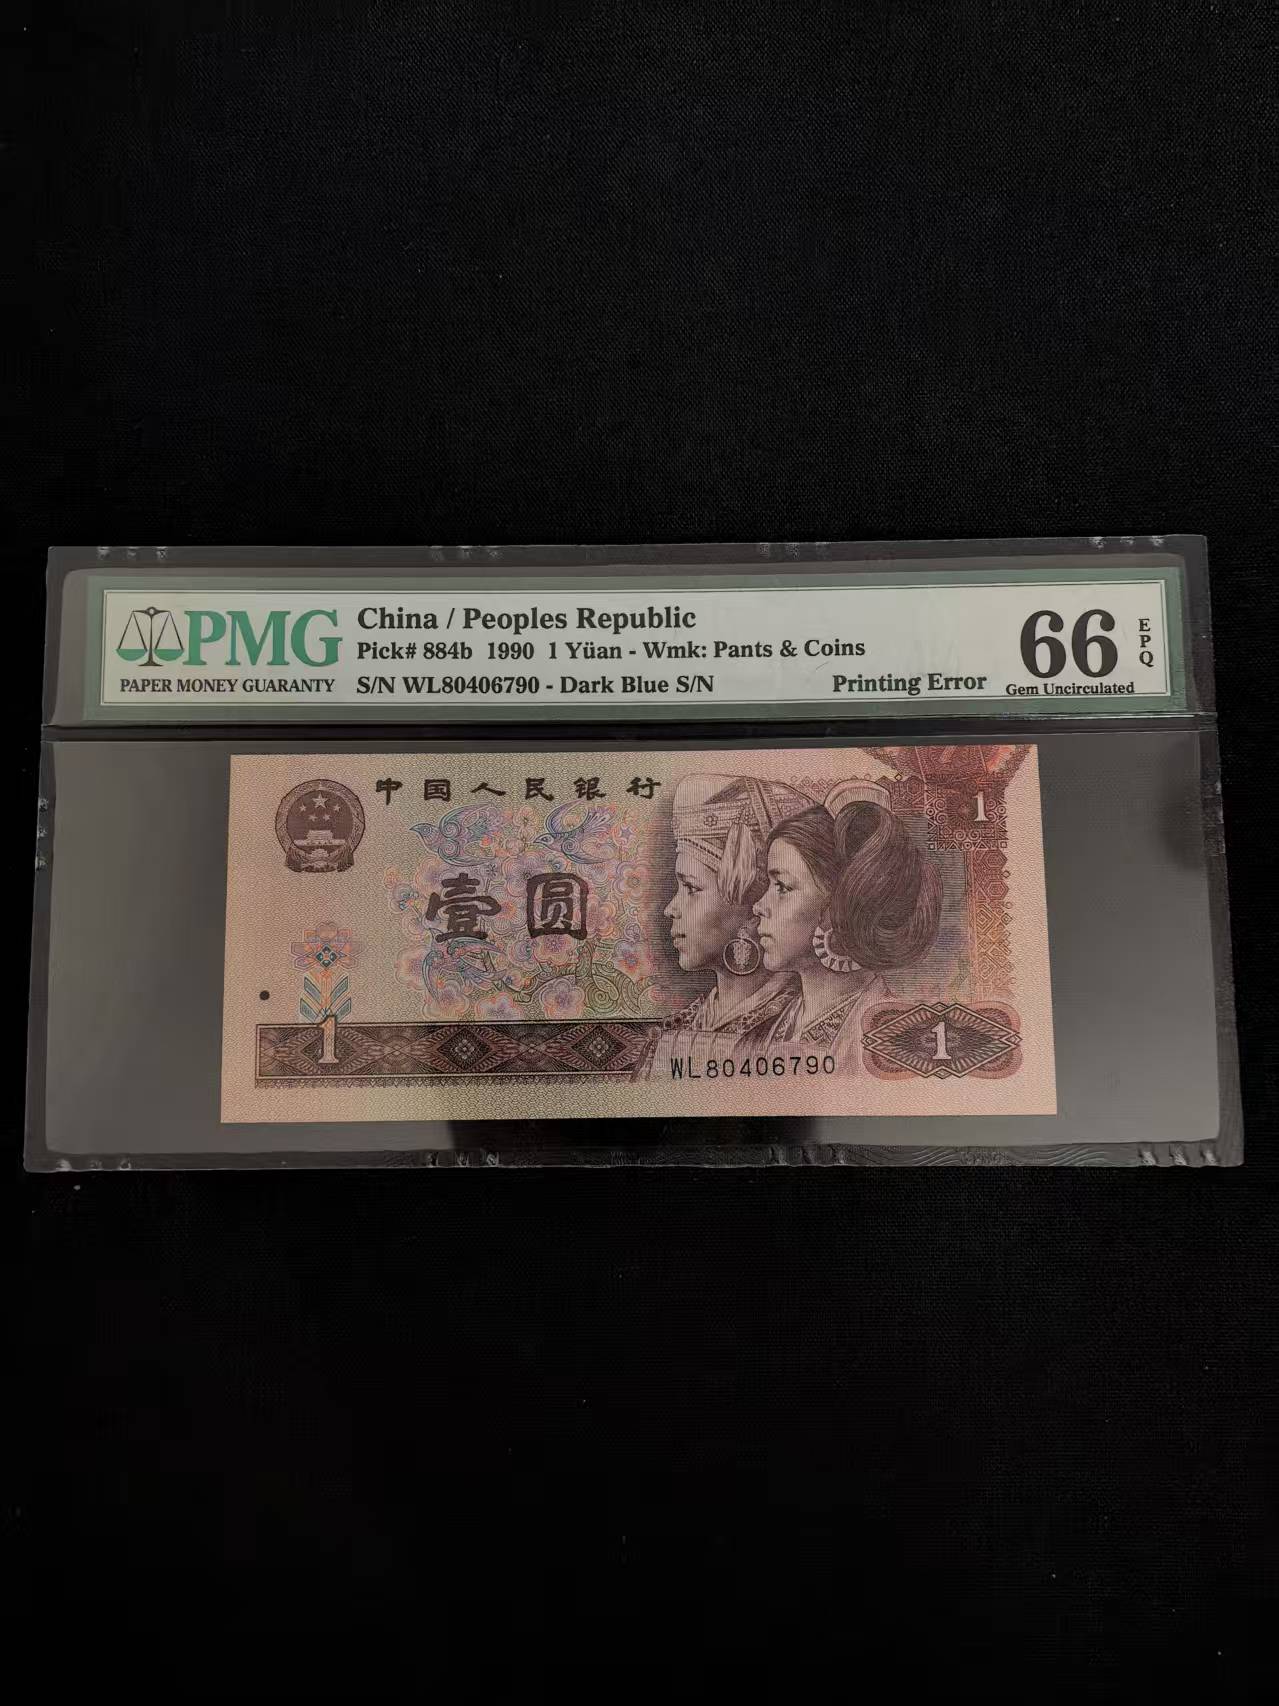 PMG
PAPER MONEY GUARANTY
China / Peoples Republic
Pick# 884b 1990 1 Yüan - Wmk: Pants & Coins
S/N WL80406790 - Dark Blue S/N
Printing Error
66
EPQ
Gem Uncirculated
中国人民银行
1
壹圆
1
WL80406790
1